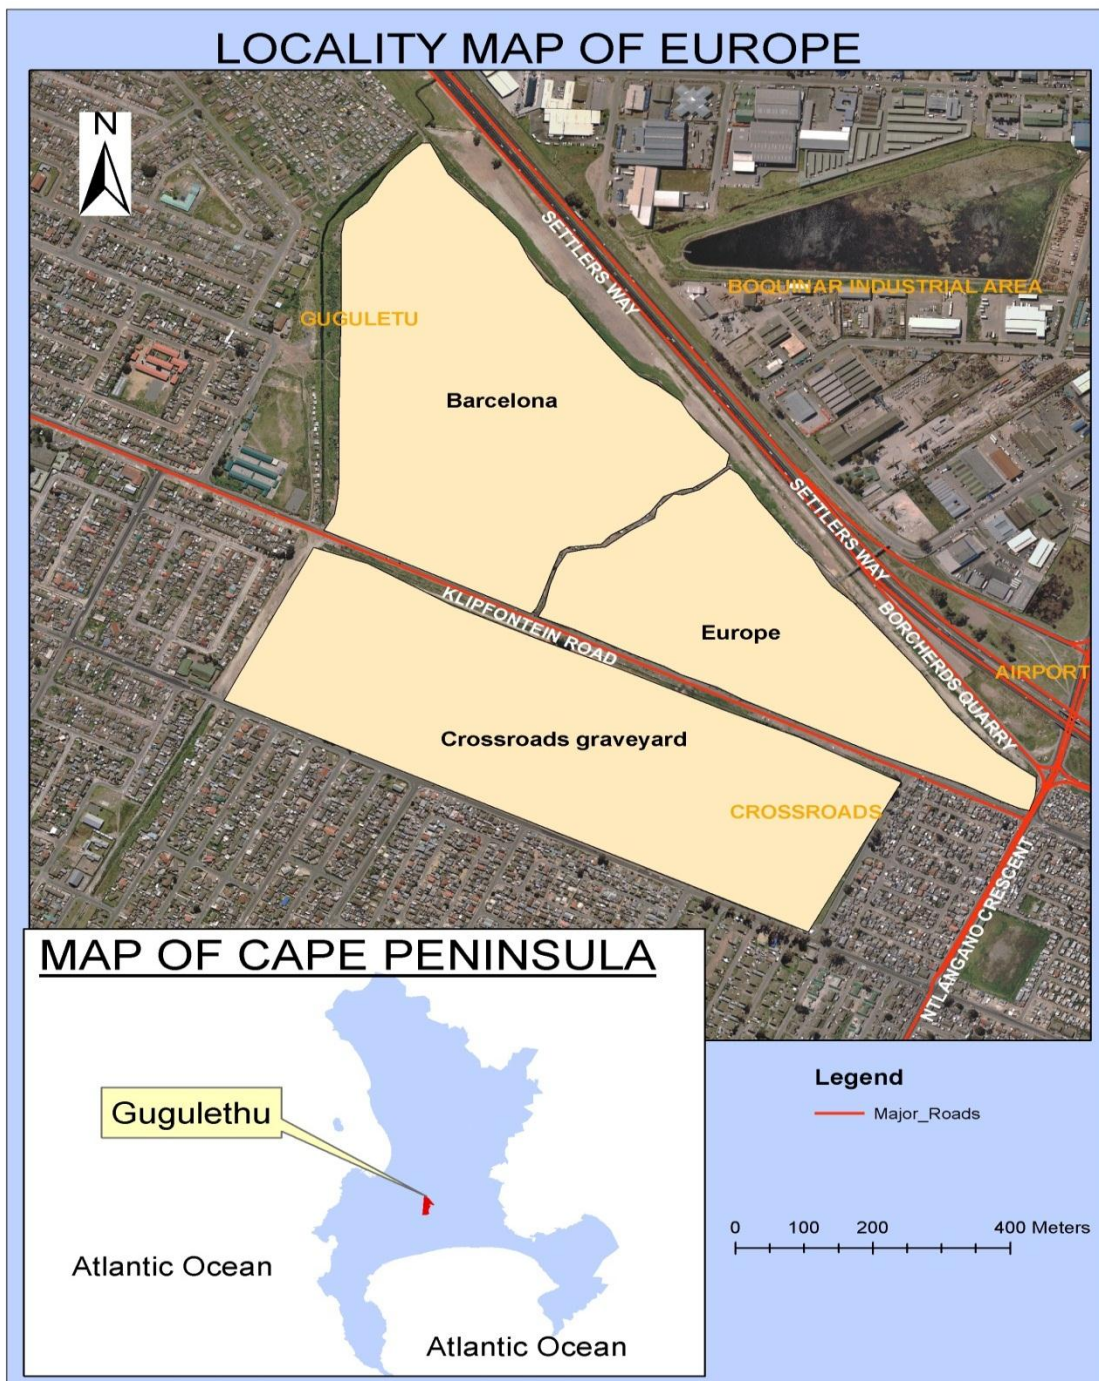 LOCALITY MAP OF EUROPE
N
SETTLERS WAY
BOQUINAR INDUSTRIAL AREA
GUGULETU
Barcelona
SETTLERS WAY
KLIPFONTEIN ROAD
Europe
BORCHERDS QUARRY
AIRPORT
Crossroads graveyard
CROSSROADS
NTLANGANO CRESCENT
MAP OF CAPE PENINSULA
Gugulethu
Atlantic Ocean
Atlantic Ocean
Legend
Major_Roads
0 100 200 400 Meters